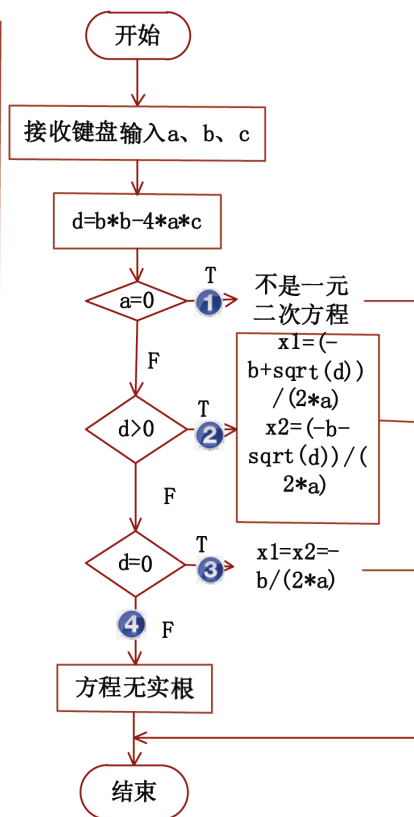 开始
接收键盘输入a、b、c
d=b*b-4*a*c
a=0
T
1
不是一元
二次方程
F
x1=(-
b+sqrt(d))
/(2*a)
x2=(-b-
sqrt(d))/(
2*a)
d>0
T
2
F
d=0
T
3
x1=x2=-
b/(2*a)
4
F
方程无实根
结束